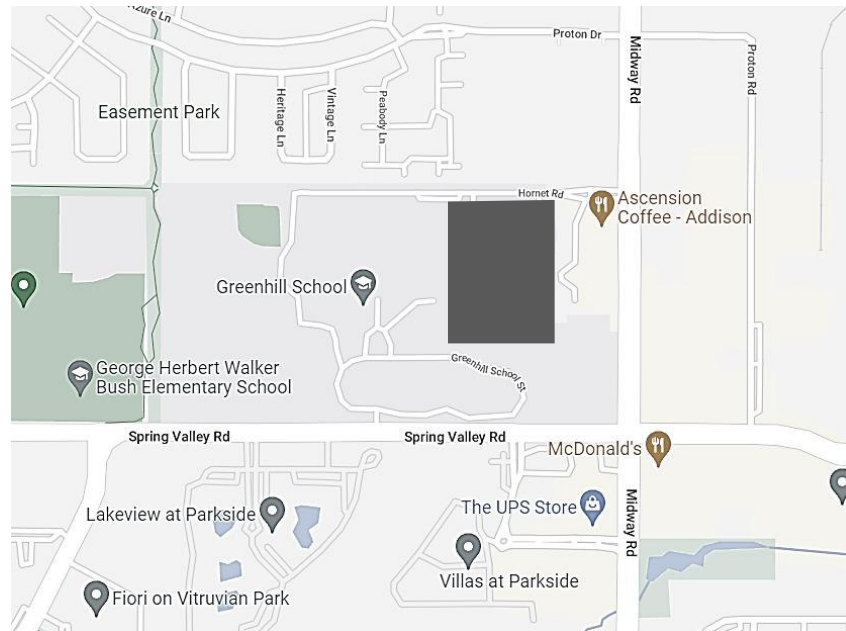 Azure Ln
Proton Dr
Midway Rd
Proton Rd
Easement Park
Heritage Ln
Vintage Ln
Peabody Ln
Hornet Rd
Ascension
Coffee - Addison
Greenhill School
George Herbert Walker
Bush Elementary School
Greenhill School St
Spring Valley Rd
Spring Valley Rd
McDonald's
Lakeview at Parkside
The UPS Store
Midway Rd
Villas at Parkside
Fiori on Vitruvian Park